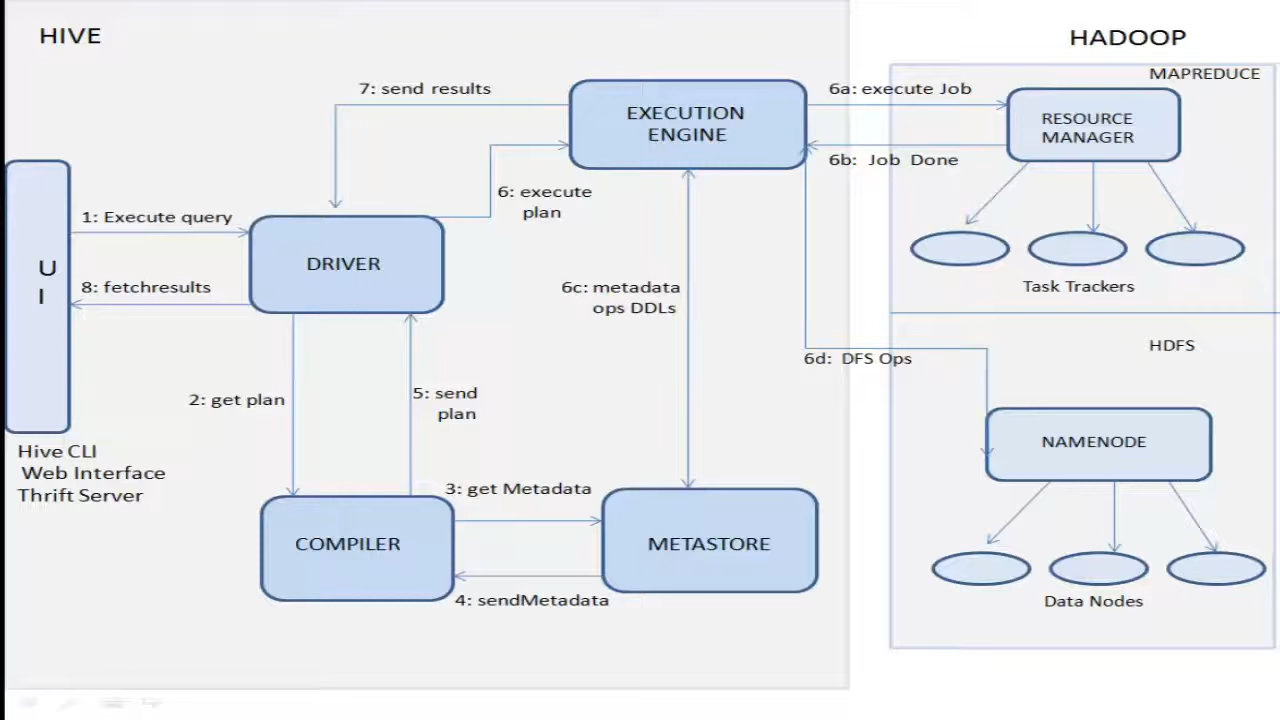 HIVE
HADOOP
MAPREDUCE
7: send results
EXECUTION
ENGINE
6a: execute Job
RESOURCE
MANAGER
6b: Job Done
6: execute
plan
1: Execute query
DRIVER
U
I
8: fetchresults
6c: metadata
ops DDLs
Task Trackers
HDFS
6d: DFS Ops
2: get plan
5: send
plan
NAMENODE
Hive CLI
Web Interface
Thrift Server
3: get Metadata
COMPILER
METASTORE
4: sendMetadata
Data Nodes